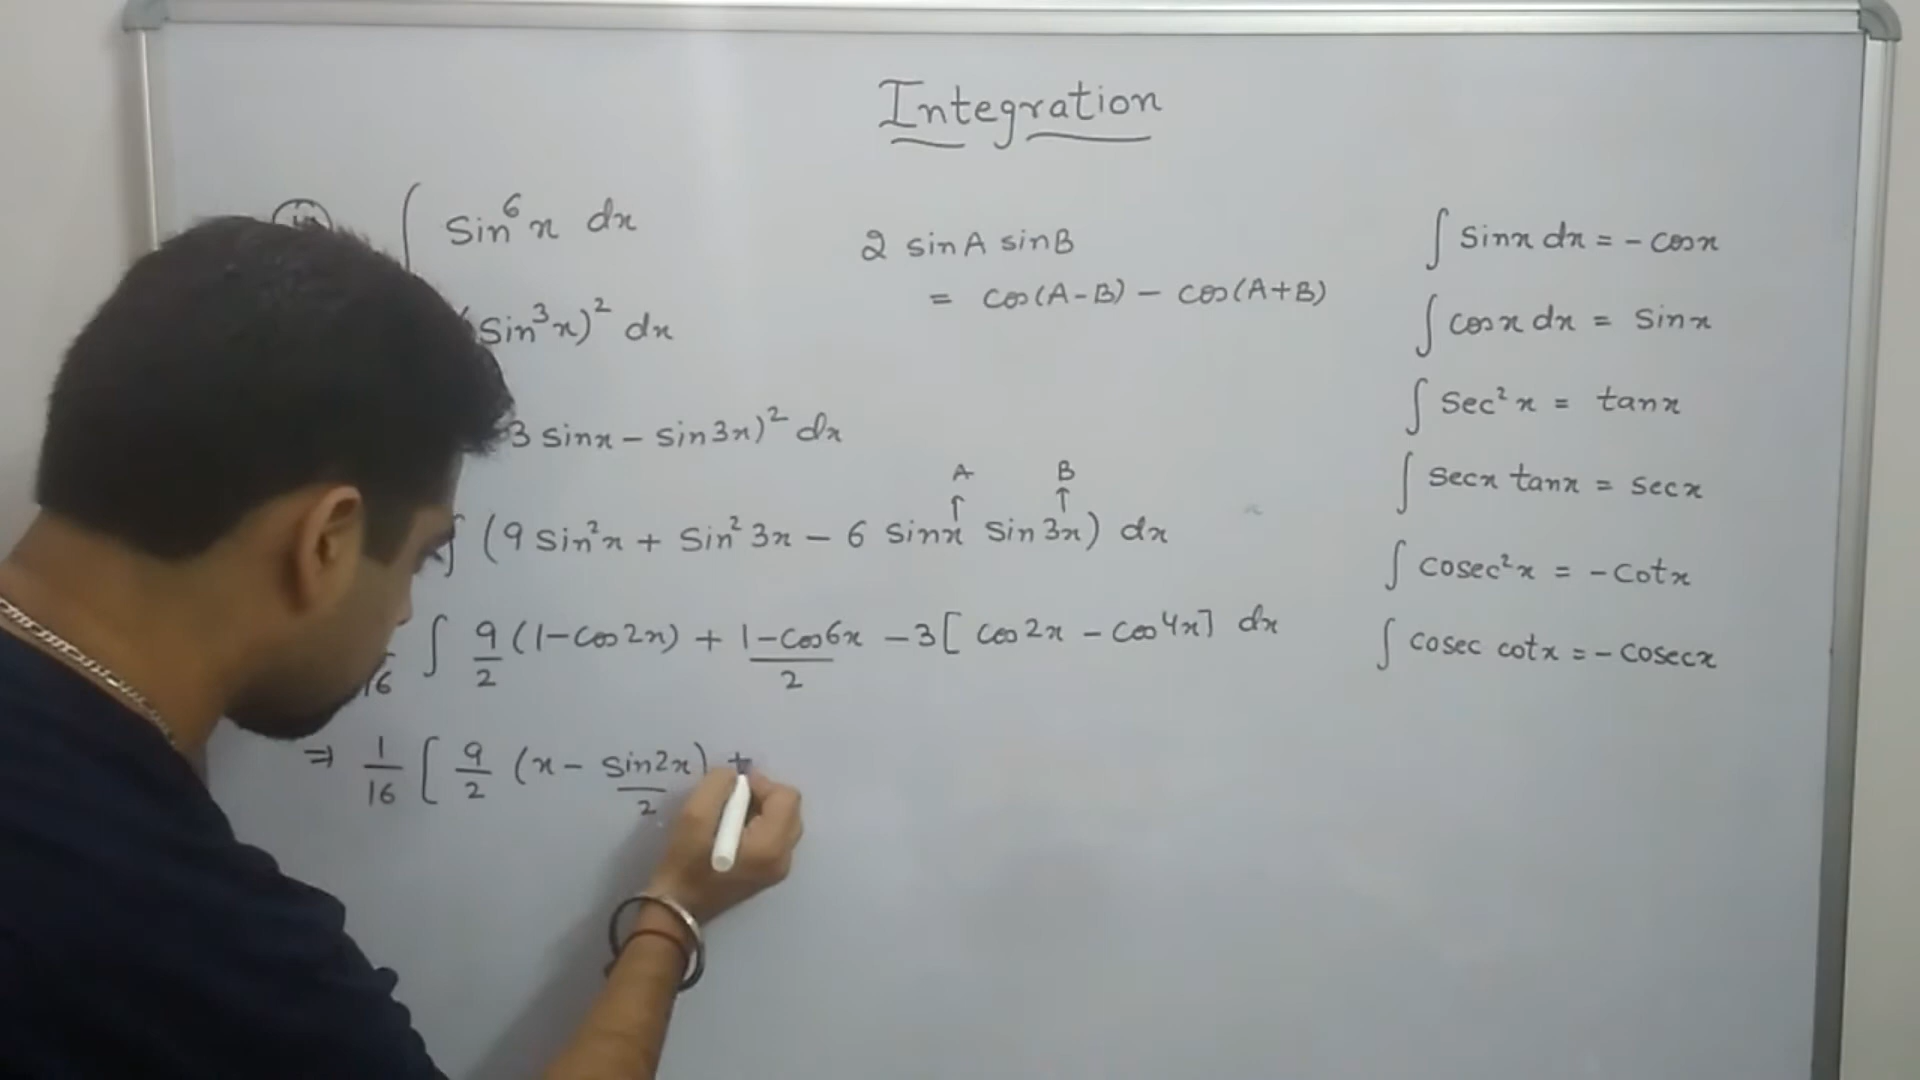 Integration
∫ sin⁶x dx
(sin³x)² dx
3 sinx – sin3x)² dx
A B
↑ ↑
∫ (9 sin²x + sin²3x – 6 sinx sin3x) dx
16 ∫ 9/2 (1–cos2x) + (1–cos6x)/2 – 3[ cos2x – cos4x] dx
⇒ 1/16 [ 9/2 (x – sin2x/2) +
2 sinA sinB
= cos(A–B) – cos(A+B)
∫ sinx dx = –cosx
∫ cosx dx = sinx
∫ sec²x = tanx
∫ secx tanx = secx
∫ cosec²x = –cotx
∫ cosec cotx = –cosecx